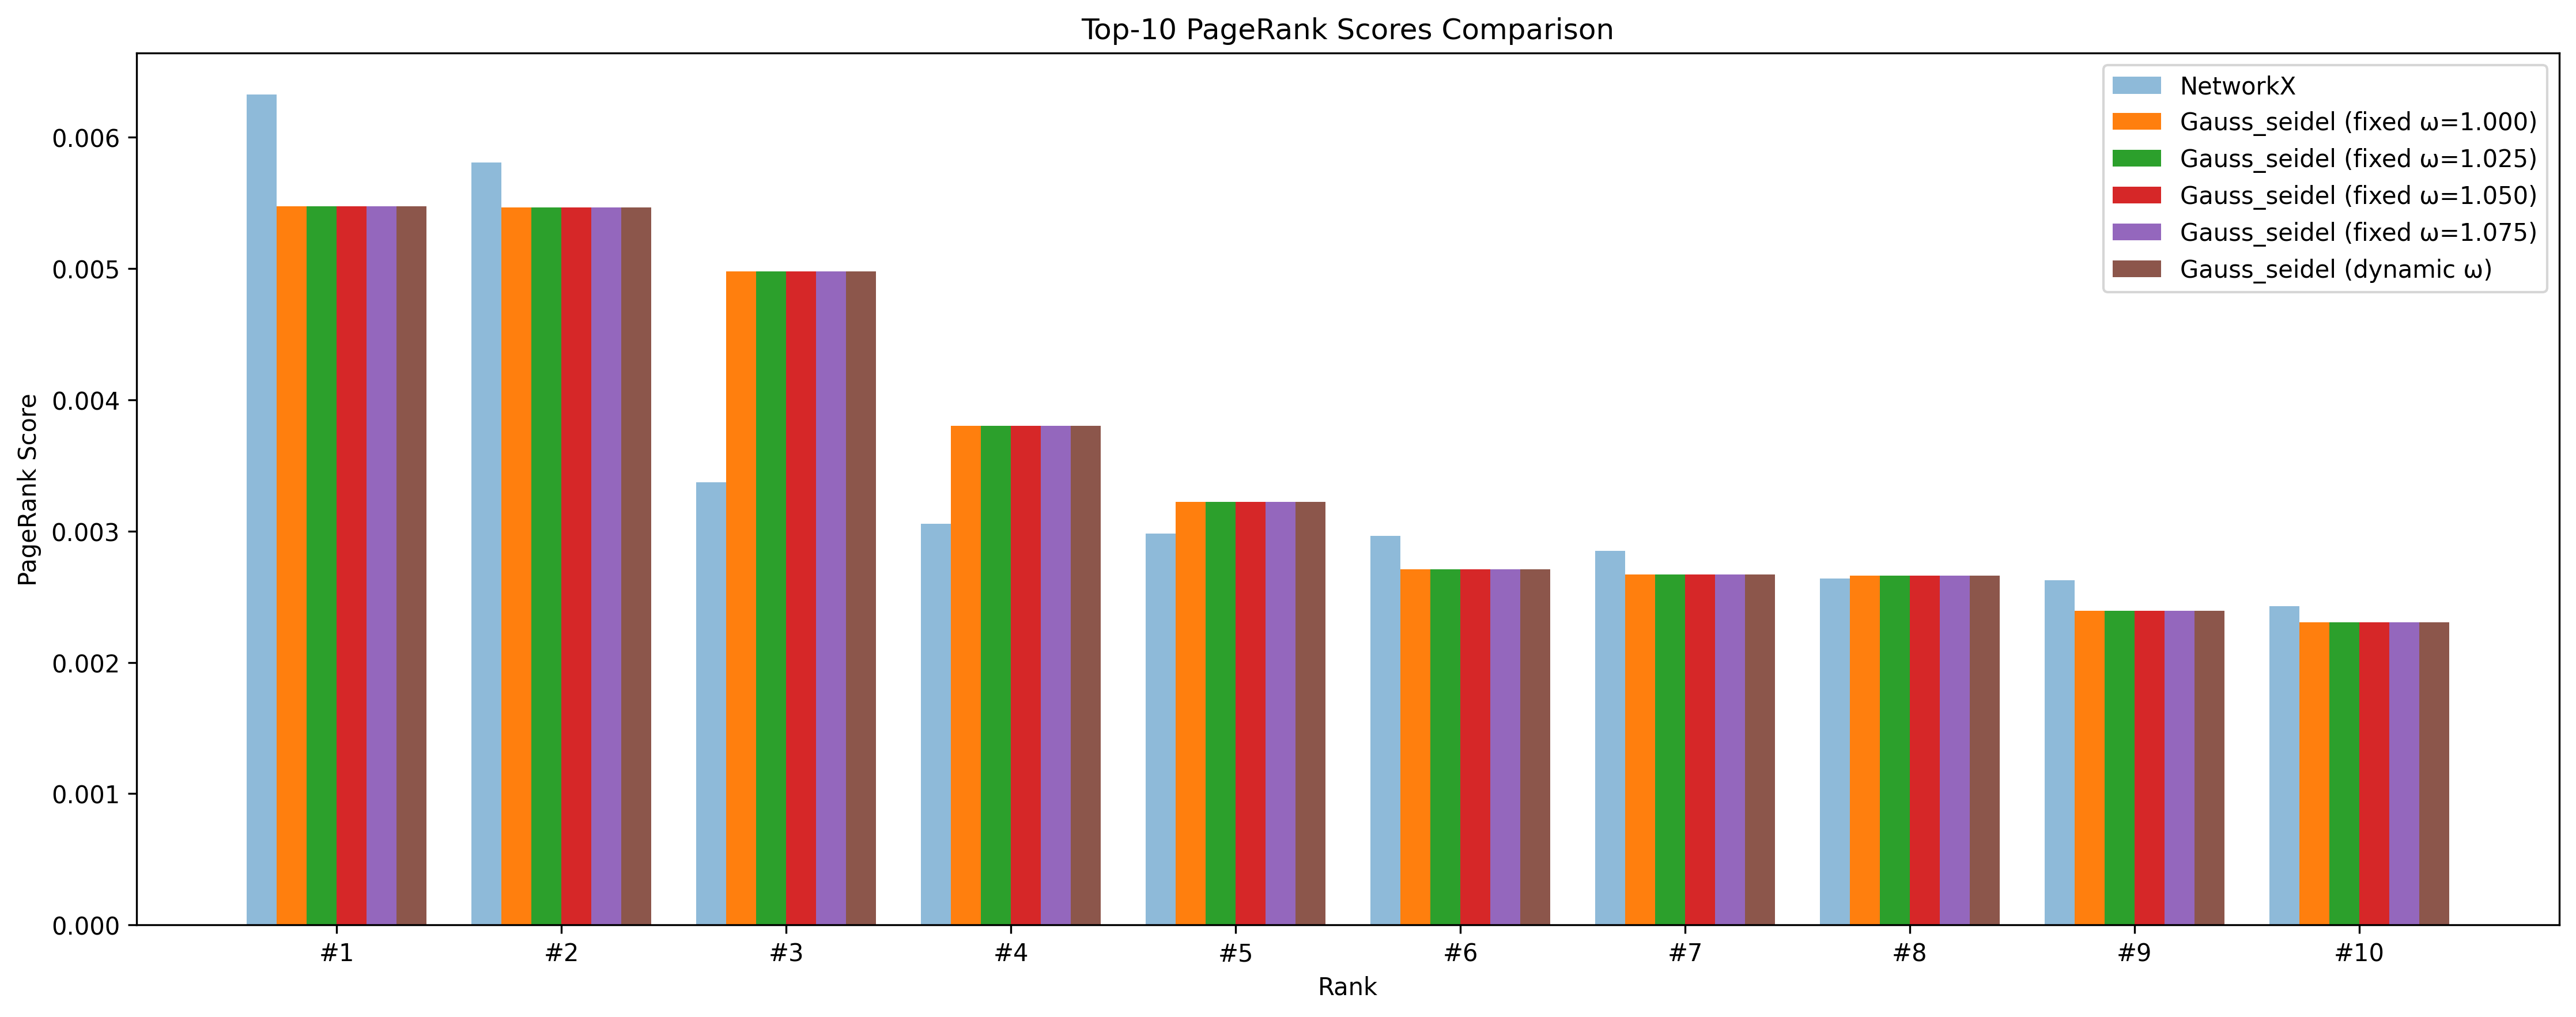 Top-10 PageRank Scores Comparison
NetworkX
Gauss_seidel (fixed ω=1.000)
Gauss_seidel (fixed ω=1.025)
Gauss_seidel (fixed ω=1.050)
Gauss_seidel (fixed ω=1.075)
Gauss_seidel (dynamic ω)
PageRank Score
0.006
0.005
0.004
0.003
0.002
0.001
0.000
#1 #2 #3 #4 #5 #6 #7 #8 #9 #10
Rank